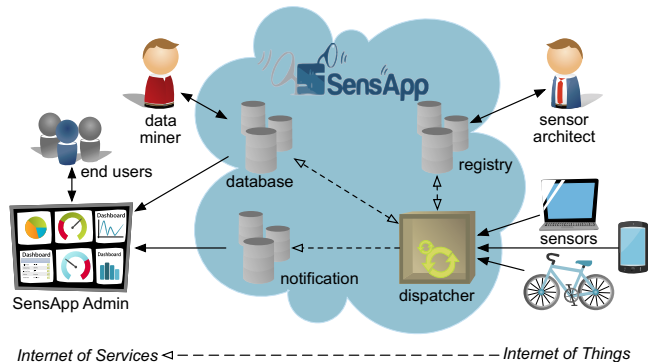 SensApp
data
miner
sensor
architect
end users
database
registry
Dashboard
Dashboard
Dashboard
sensors
notification
dispatcher
SensApp Admin
Internet of Services
Internet of Things